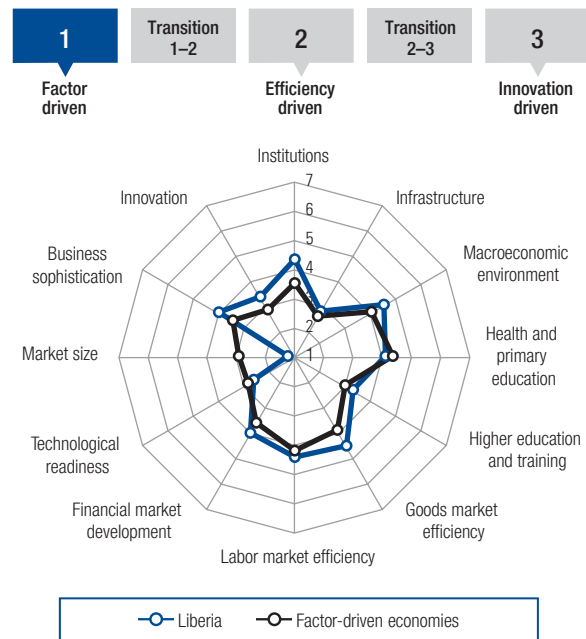 1
Transition
1–2
2
Transition
2–3
3
Factor
driven
Efficiency
driven
Innovation
driven
Institutions
7
Innovation
6
Infrastructure
5
Business
sophistication
4
Macroeconomic
environment
3
2
Market size
1
Health and
primary
education
Technological
readiness
Higher education
and training
Financial market
development
Goods market
efficiency
Labor market efficiency
Liberia
Factor-driven economies